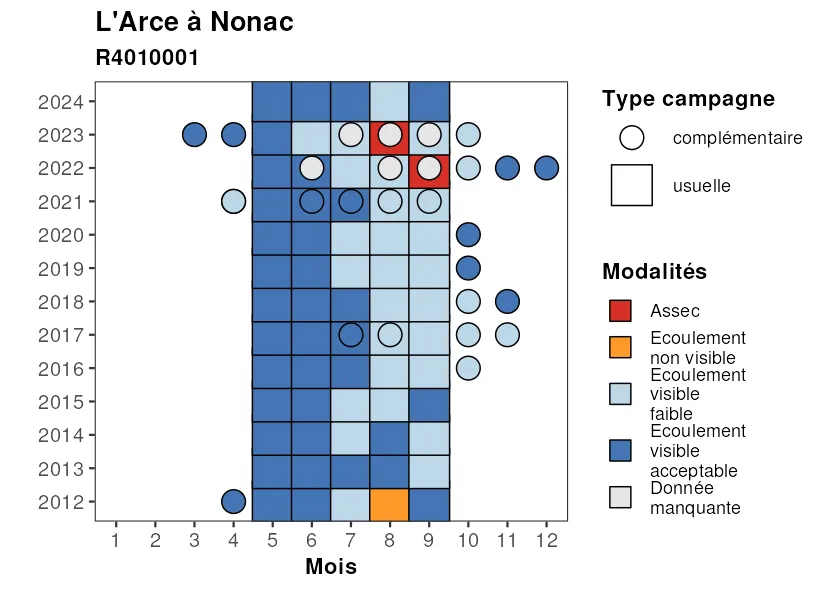 L'Arce à Nonac
R4010001
2024
2023
2022
2021
2020
2019
2018
2017
2016
2015
2014
2013
2012
1 2 3 4 5 6 7 8 9 10 11 12
Mois
Type campagne
complémentaire
usuelle
Modalités
Assec
Ecoulement
non visible
Ecoulement
visible
faible
Ecoulement
visible
acceptable
Donnée
manquante